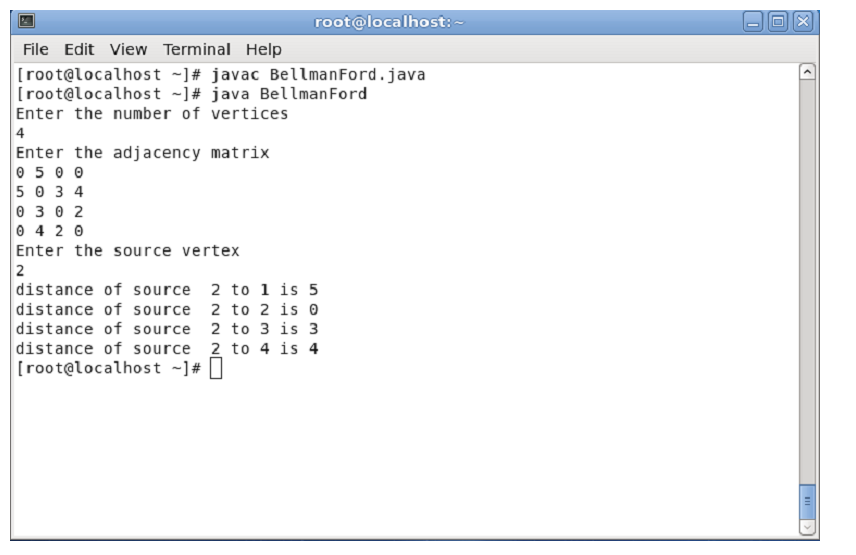 root@localhost:~
File Edit View Terminal Help
[root@localhost ~]# javac BellmanFord.java
[root@localhost ~]# java BellmanFord
Enter the number of vertices
4
Enter the adjacency matrix
0 5 0 0
5 0 3 4
0 3 0 2
0 4 2 0
Enter the source vertex
2
distance of source  2 to 1 is 5
distance of source  2 to 2 is 0
distance of source  2 to 3 is 3
distance of source  2 to 4 is 4
[root@localhost ~]#